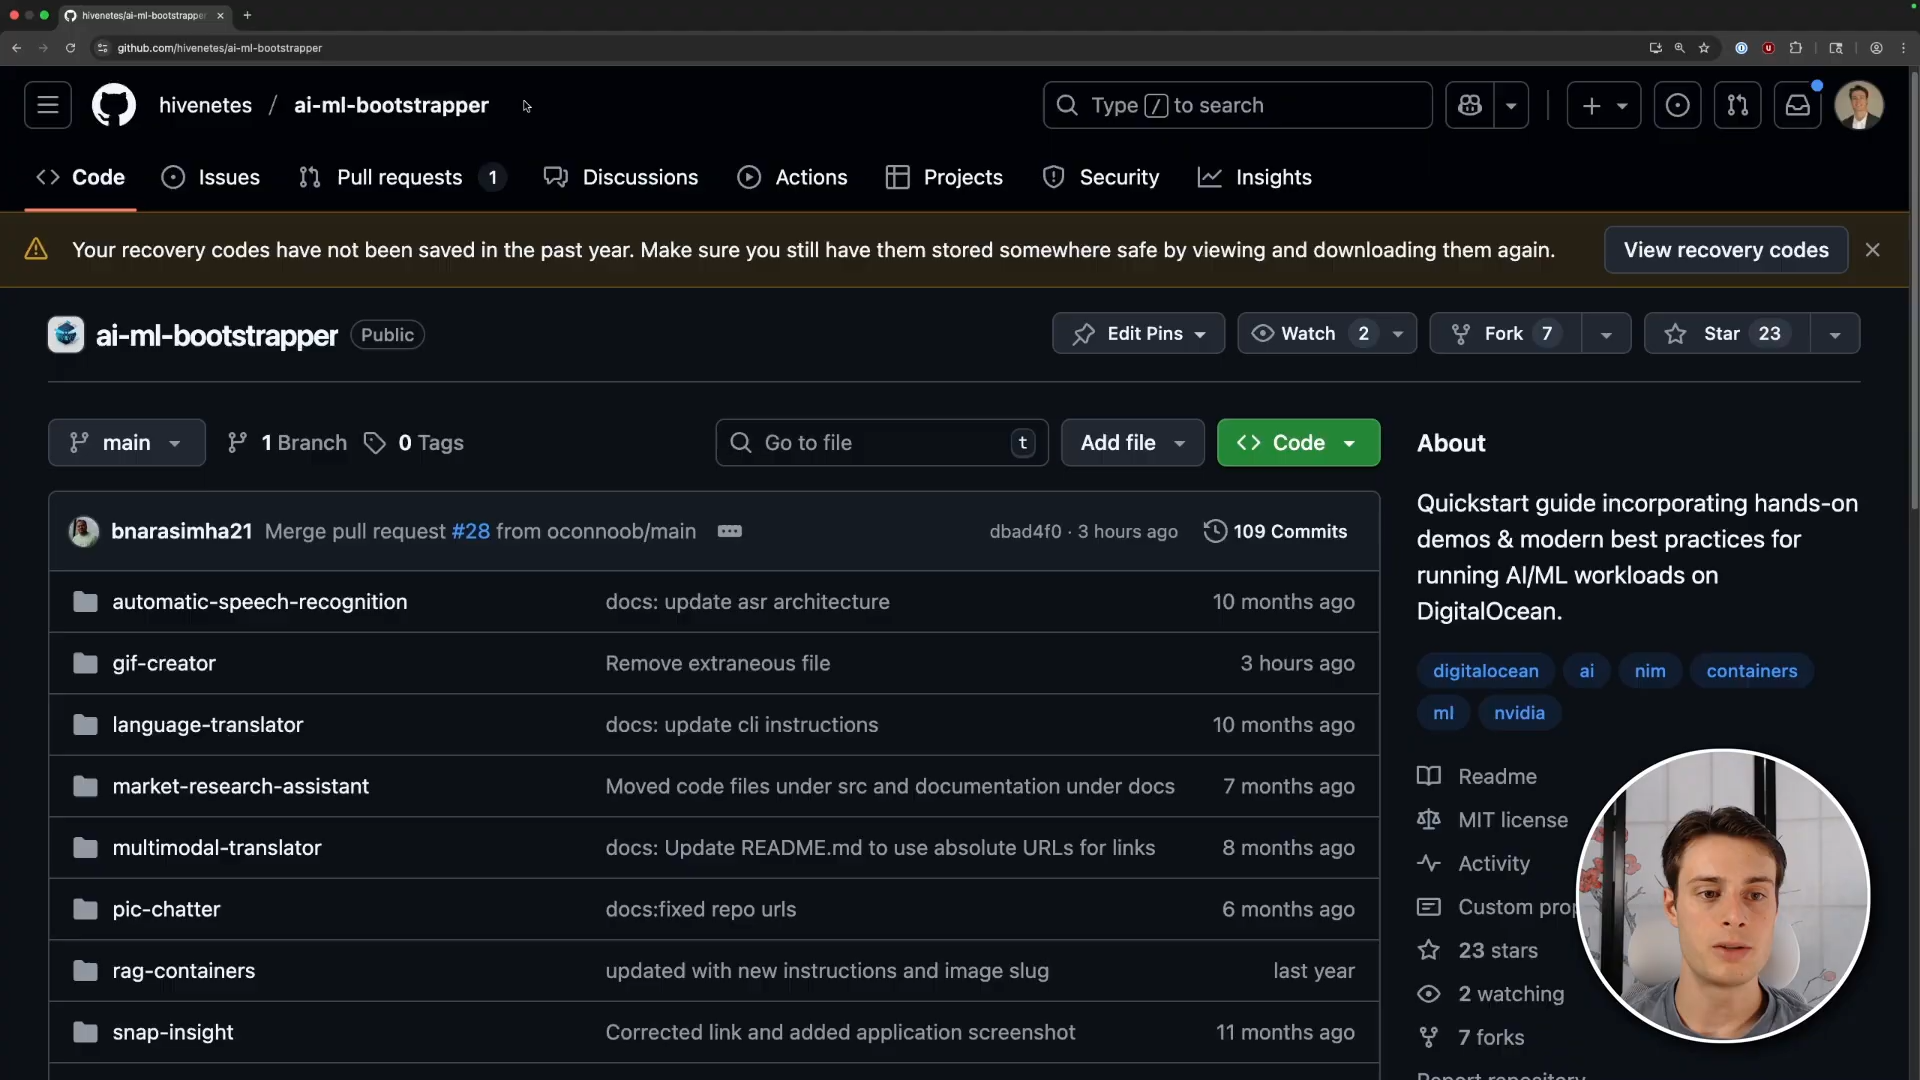 hivenetes/ai-ml-bootstrapper
github.com/hivenetes/ai-ml-bootstrapper
hivenetes / ai-ml-bootstrapper
Type / to search
Code
Issues
Pull requests 1
Discussions
Actions
Projects
Security
Insights
Your recovery codes have not been saved in the past year. Make sure you still have them stored somewhere safe by viewing and downloading them again.
View recovery codes
ai-ml-bootstrapper
Public
Edit Pins
Watch 2
Fork 7
Star 23
main
1 Branch
0 Tags
Go to file
t
Add file
Code
bnarasimha21 Merge pull request #28 from oconnoob/main
dbad4f0 · 3 hours ago
109 Commits
automatic-speech-recognition docs: update asr architecture 10 months ago
gif-creator Remove extraneous file 3 hours ago
language-translator docs: update cli instructions 10 months ago
market-research-assistant Moved code files under src and documentation under docs 7 months ago
multimodal-translator docs: Update README.md to use absolute URLs for links 8 months ago
pic-chatter docs:fixed repo urls 6 months ago
rag-containers updated with new instructions and image slug last year
snap-insight Corrected link and added application screenshot 11 months ago
About
Quickstart guide incorporating hands-on
demos & modern best practices for
running AI/ML workloads on
DigitalOcean.
digitalocean ai nim containers
ml nvidia
Readme
MIT license
Activity
Custom prop
23 stars
2 watching
7 forks
Report repository